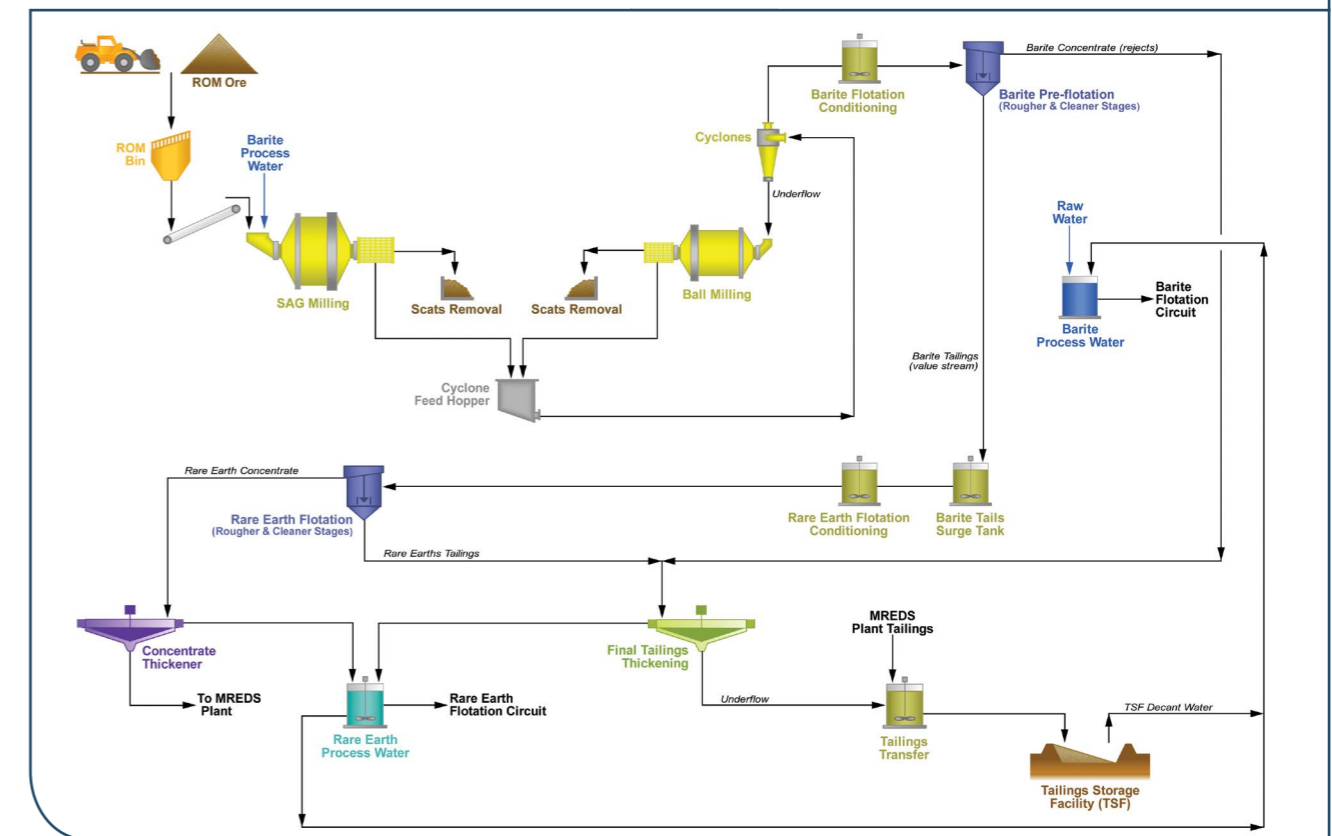 ROM Ore
ROM
Bin
Barite
Process
Water
SAG Milling
Scats Removal
Scats Removal
Ball Milling
Cyclones
Underflow
Cyclone
Feed Hopper
Barite Flotation
Conditioning
Barite Concentrate (rejects)
Barite Pre-flotation
(Rougher & Cleaner Stages)
Raw
Water
Barite
Flotation
Circuit
Barite
Process Water
Barite Tailings
(value stream)
Rare Earth Concentrate
Rare Earth Flotation
(Rougher & Cleaner Stages)
Rare Earth Flotation
Conditioning
Barite Tails
Surge Tank
Rare Earths Tailings
Concentrate
Thickener
To MREDS
Plant
Rare Earth
Process Water
Rare Earth
Flotation Circuit
Final Tailings
Thickening
Underflow
MREDS
Plant Tailings
Tailings
Transfer
TSF Decant Water
Tailings Storage
Facility (TSF)